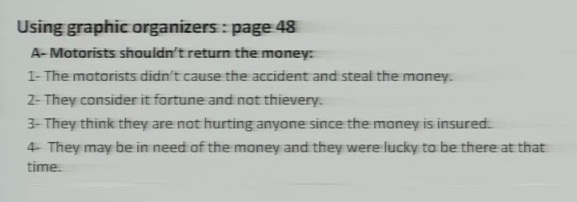 Using graphic organizers : page 48
A- Motorists shouldn't return the money:
1- The motorists didn't cause the accident and steal the money.
2- They consider it fortune and not thievery.
3- They think they are not hurting anyone since the money is insured.
4- They may be in need of the money and they were lucky to be there at that
time.